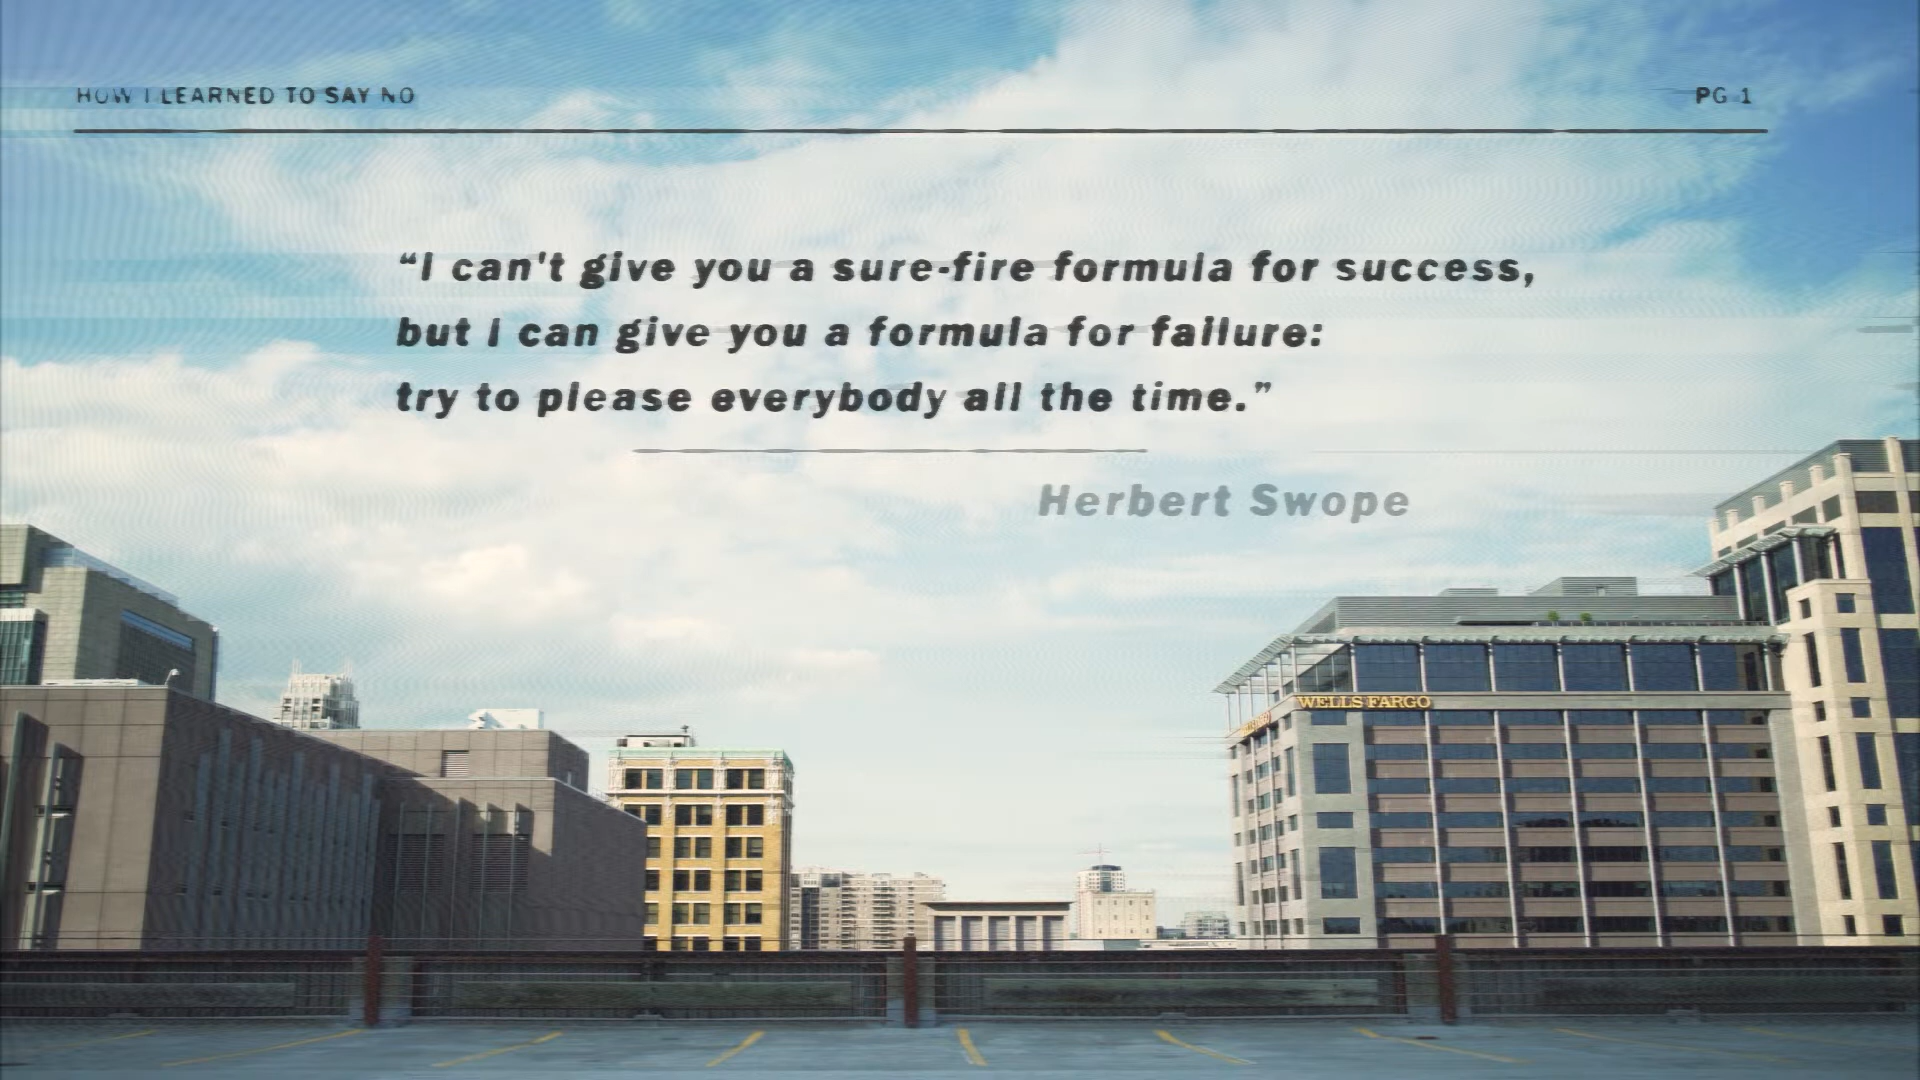 HOW I LEARNED TO SAY NO
PG 1
“I can't give you a sure-fire formula for success,
but I can give you a formula for failure:
try to please everybody all the time.”
Herbert Swope
WELLS FARGO